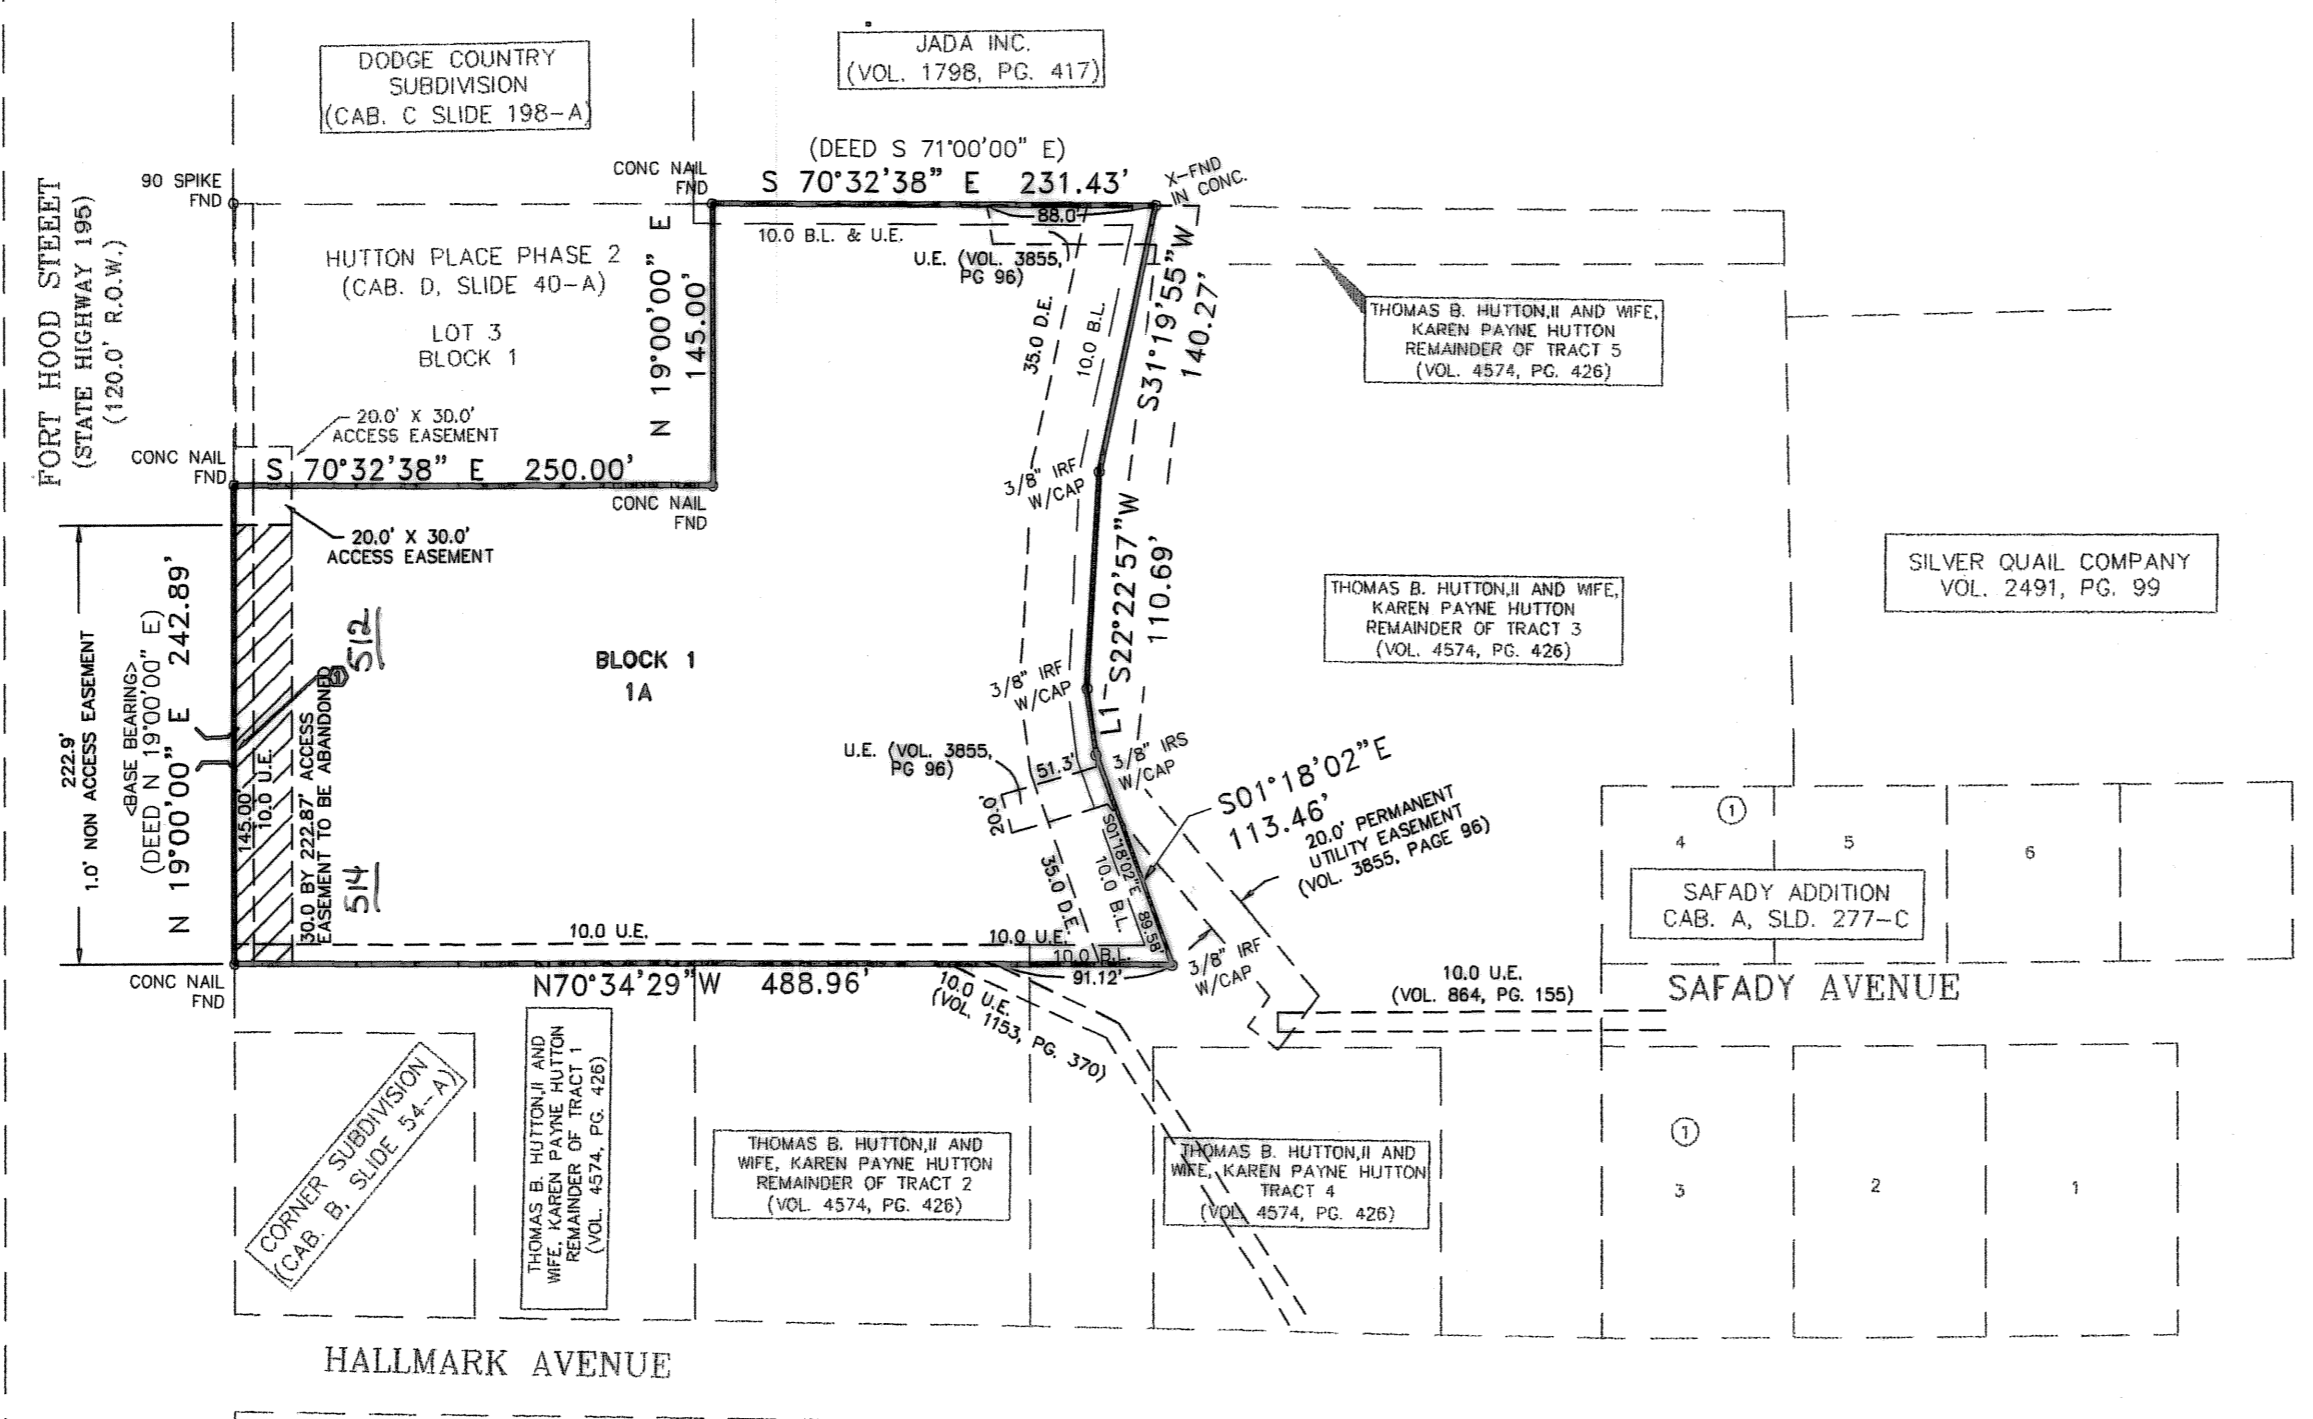 DODGE COUNTRY
SUBDIVISION
(CAB. C SLIDE 198-A)
JADA INC.
(VOL. 1798, PG. 417)
(DEED S 71°00'00" E)
S 70°32'38" E 231.43'
X-FND
IN CONC.
CONC NAIL
FND
90 SPIKE
FND
FORT HOOD STEEET
(STATE HIGHWAY 195)
(120.0' R.O.W.)
88.0'
10.0 B.L. & U.E.
U.E. (VOL. 3855,
PG 96)
HUTTON PLACE PHASE 2
(CAB. D, SLIDE 40-A)
LOT 3
BLOCK 1
N 19°00'00" E
145.00'
35.0 D.E.
10.0 B.L.
S31°19'55"W
140.27'
THOMAS B. HUTTON,II AND WIFE,
KAREN PAYNE HUTTON
REMAINDER OF TRACT 5
(VOL. 4574, PG. 426)
20.0' X 30.0'
ACCESS EASEMENT
CONC NAIL
FND
S 70°32'38" E 250.00'
CONC NAIL
FND
3/8" IRF
W/CAP
20.0' X 30.0'
ACCESS EASEMENT
S22°22'57"W
110.69'
SILVER QUAIL COMPANY
VOL. 2491, PG. 99
THOMAS B. HUTTON,II AND WIFE,
KAREN PAYNE HUTTON
REMAINDER OF TRACT 3
(VOL. 4574, PG. 426)
222.9'
1.0' NON ACCESS EASEMENT
<BASE BEARING>
(DEED N 19°00'00" E)
N 19°00'00" E 242.89'
145.00'
10.0 U.E.
30.0 BY 222.87' ACCESS
EASEMENT TO BE ABANDONED
1
512
514
BLOCK 1
1A
3/8" IRF
W/CAP
L1
U.E. (VOL. 3855,
PG 96)
51.3'
20.0'
3/8" IRS
W/CAP
S01°18'02"E
113.46'
20.0' PERMANENT
UTILITY EASEMENT
(VOL. 3855, PAGE 96)
S01°18'02"E
89.58'
10.0 B.L.
35.0 D.E.
10.0 U.E.
10.0 U.E.
10.0 B.L.
91.12'
3/8" IRF
W/CAP
CONC NAIL
FND
N70°34'29"W 488.96'
10.0 U.E.
(VOL. 1153, PG. 370)
10.0 U.E.
(VOL. 864, PG. 155)
1
4
5
6
SAFADY ADDITION
CAB. A, SLD. 277-C
SAFADY AVENUE
CORNER SUBDIVISION
(CAB. B, SLIDE 54-A)
THOMAS B. HUTTON,II AND
WIFE, KAREN PAYNE HUTTON
REMAINDER OF TRACT 1
(VOL. 4574, PG. 426)
THOMAS B. HUTTON,II AND
WIFE, KAREN PAYNE HUTTON
REMAINDER OF TRACT 2
(VOL. 4574, PG. 426)
THOMAS B. HUTTON,II AND
WIFE, KAREN PAYNE HUTTON
TRACT 4
(VOL. 4574, PG. 426)
1
3
2
1
HALLMARK AVENUE